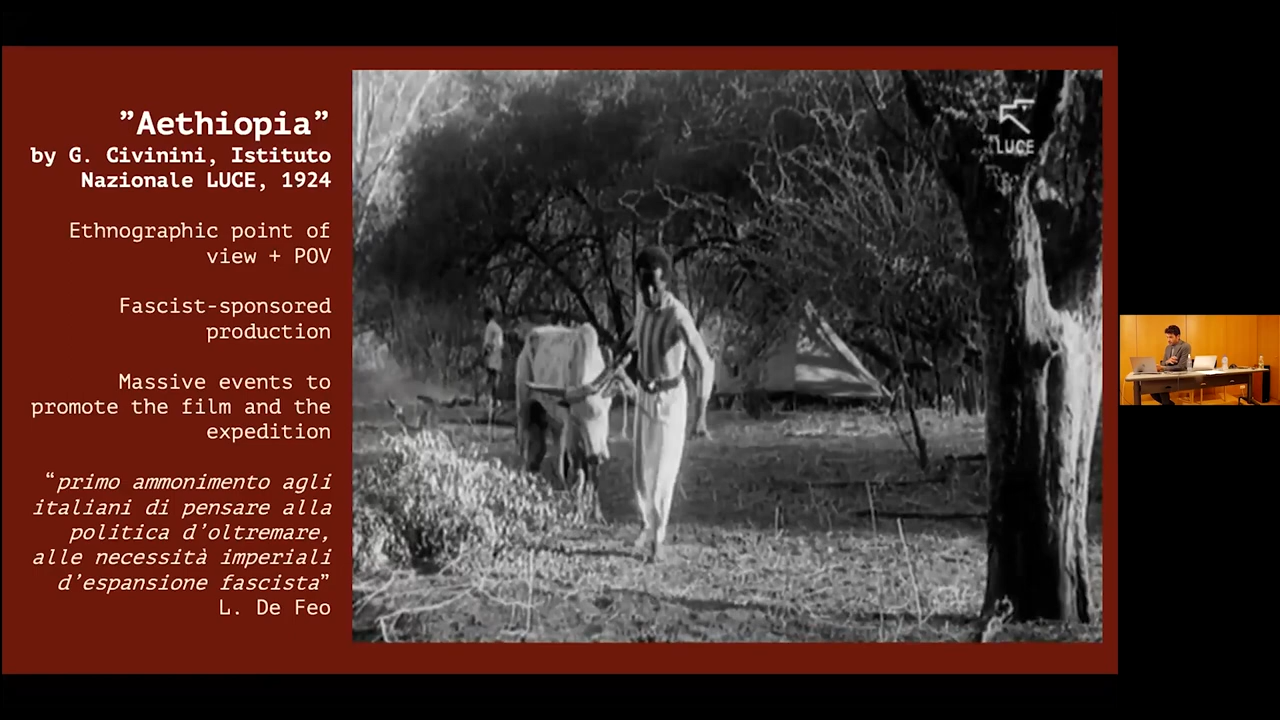 ”Aethiopia”
by G. Civinini, Istituto
Nazionale LUCE, 1924
Ethnographic point of
view + POV
Fascist-sponsored
production
Massive events to
promote the film and the
expedition
“primo ammonimento agli
italiani di pensare alla
politica d’oltremare,
alle necessità imperiali
d’espansione fascista”
L. De Feo
LUCE